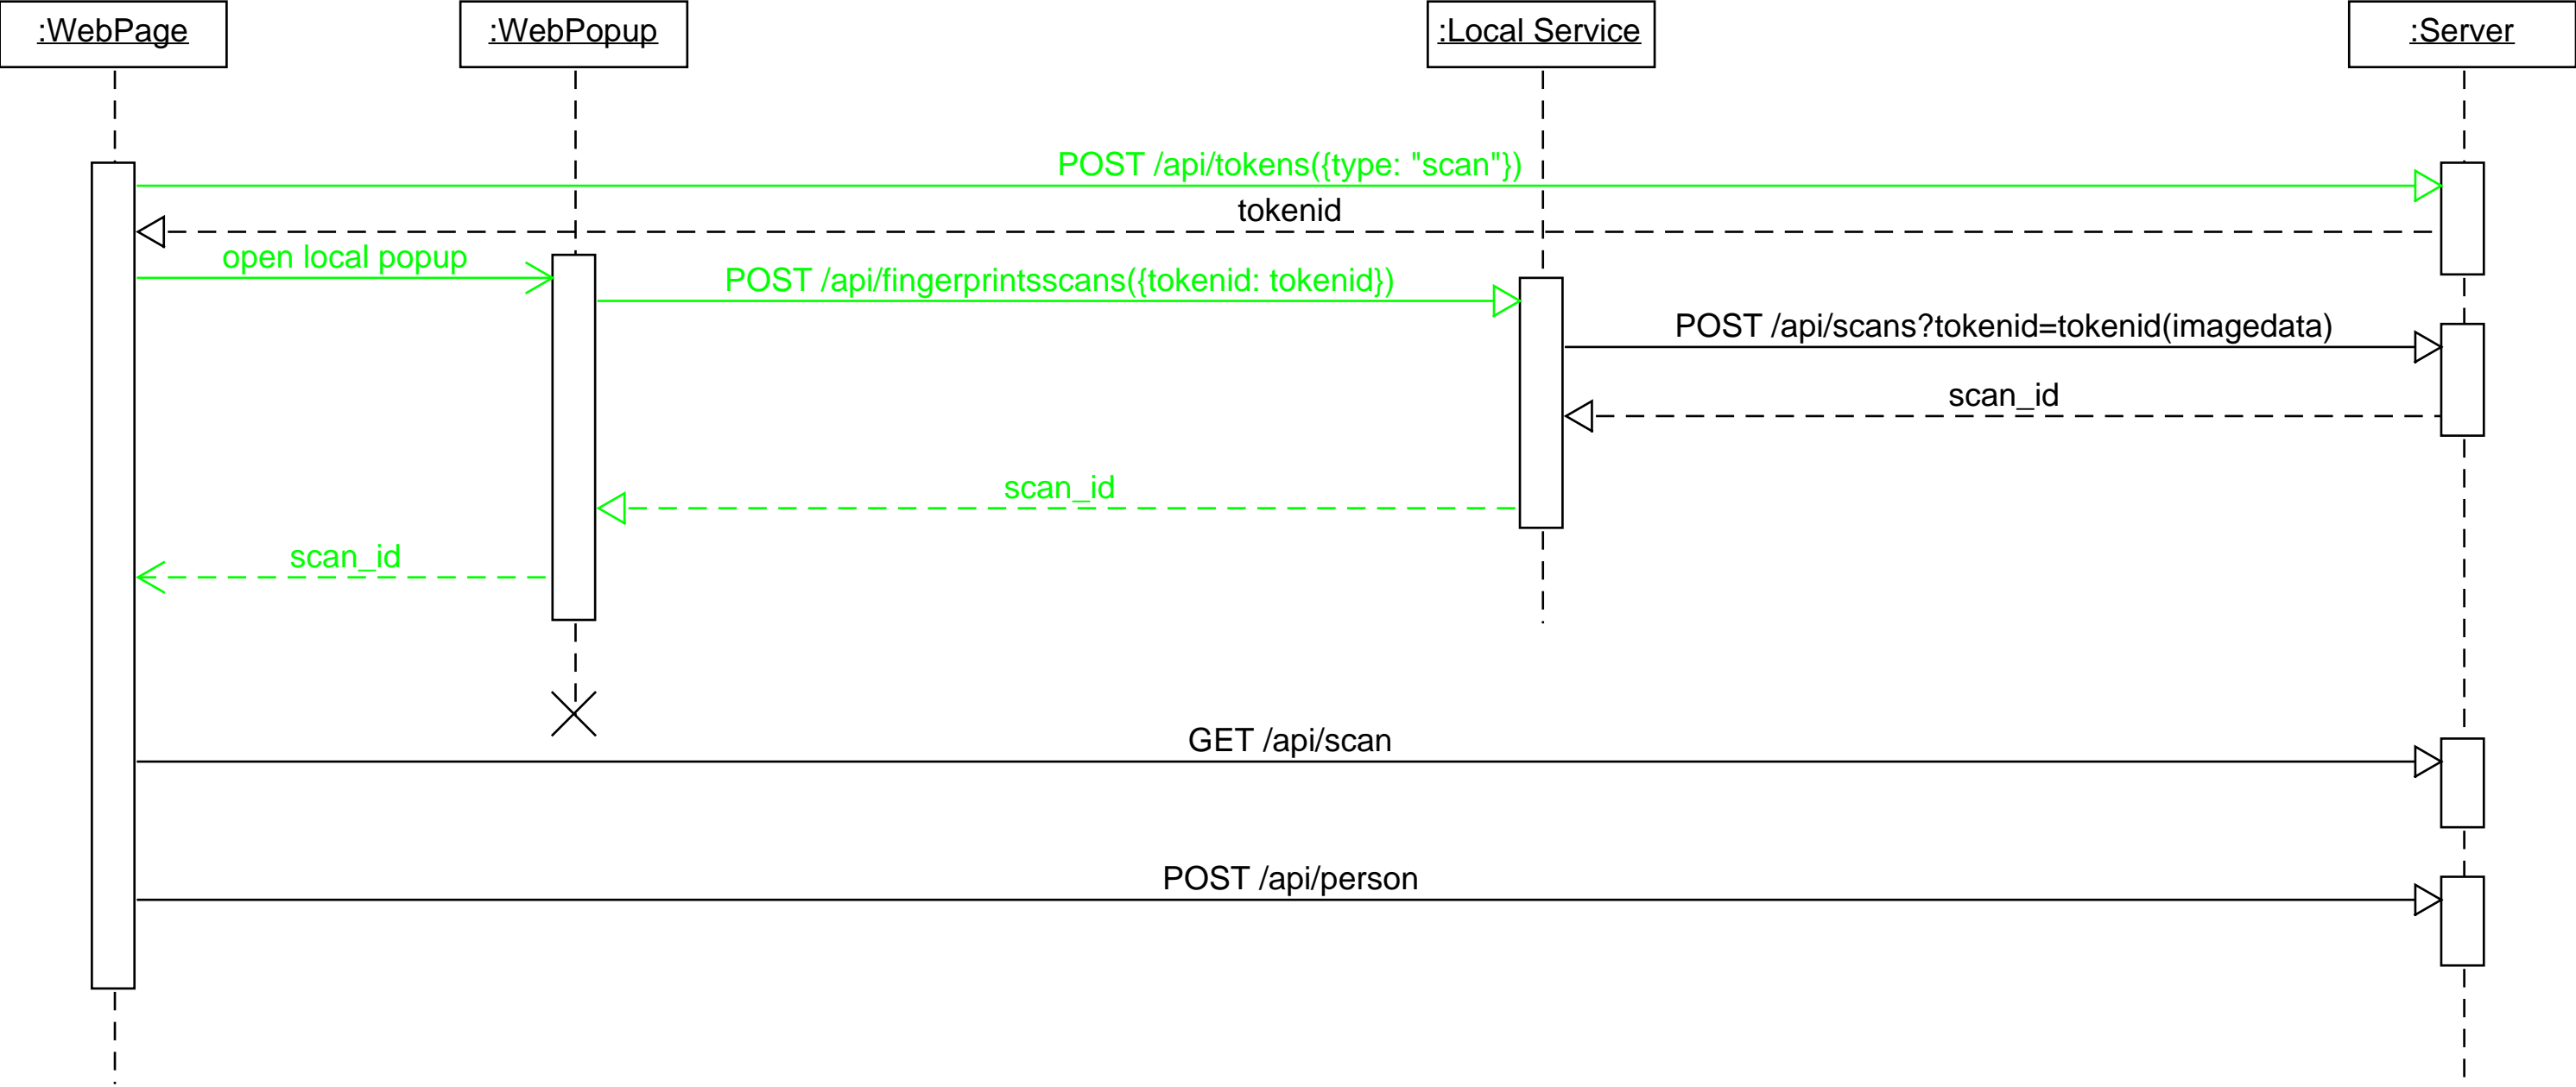 :WebPage
:WebPopup
:Local Service
:Server
POST /api/tokens({type: "scan"})
tokenid
open local popup
POST /api/fingerprintsscans({tokenid: tokenid})
POST /api/scans?tokenid=tokenid(imagedata)
scan_id
scan_id
scan_id
GET /api/scan
POST /api/person